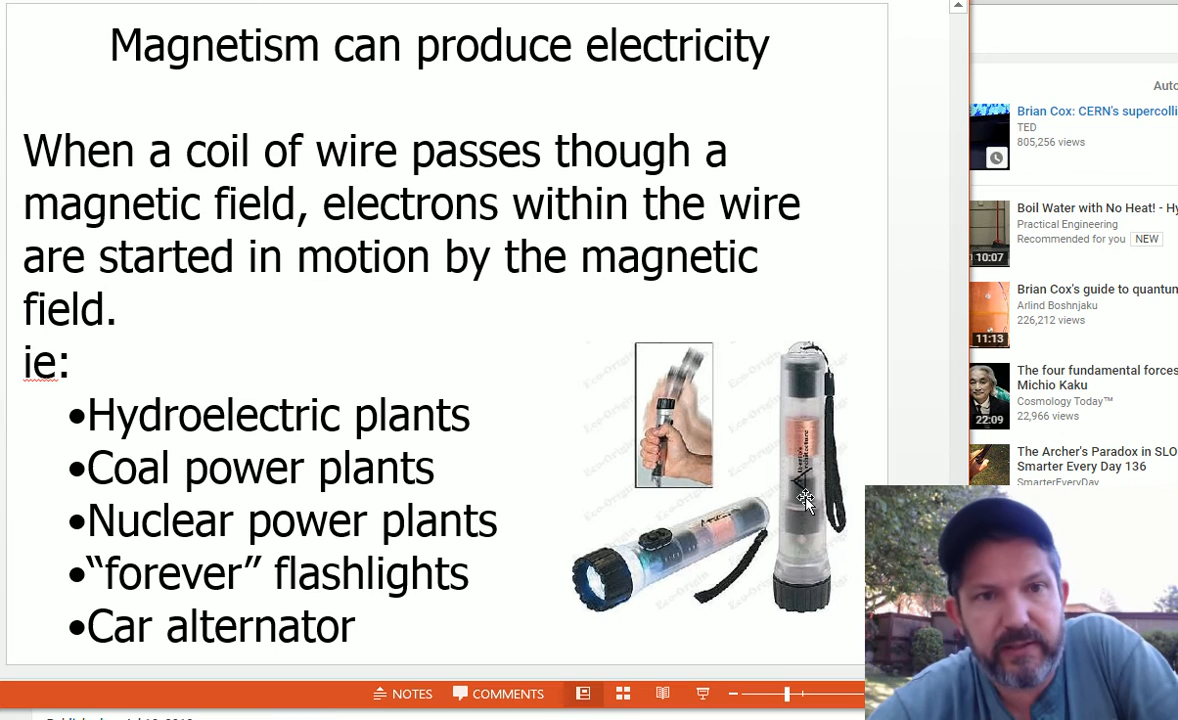 Magnetism can produce electricity
When a coil of wire passes though a
magnetic field, electrons within the wire
are started in motion by the magnetic
field.
ie:
•Hydroelectric plants
•Coal power plants
•Nuclear power plants
•“forever” flashlights
•Car alternator
NOTES
COMMENTS
Auto
Brian Cox: CERN's supercolli
TED
805,256 views
Boil Water with No Heat! - Hy
Practical Engineering
Recommended for you NEW
10:07
Brian Cox's guide to quantun
Arlind Boshnjaku
226,212 views
11:13
The four fundamental forces
Michio Kaku
Cosmology Today™
22,966 views
22:09
The Archer's Paradox in SLO
Smarter Every Day 136
SmarterEveryDay